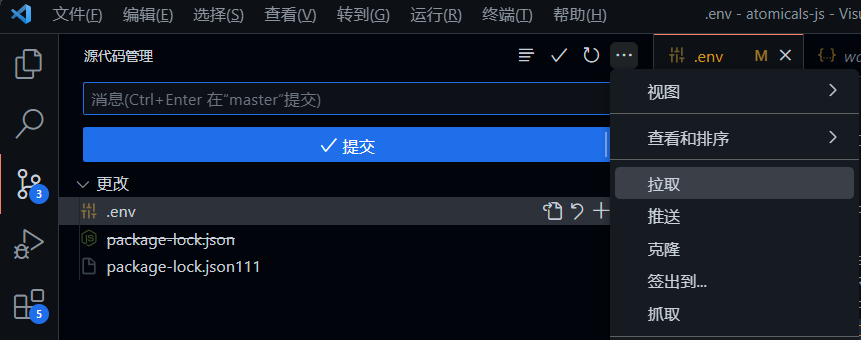 文件(F) 编辑(E) 选择(S) 查看(V) 转到(G) 运行(R) 终端(T) 帮助(H) .env - atomicals-js - Visu
源代码管理
.env M
消息(Ctrl+Enter 在“master”提交)
提交
更改
.env
package-lock.json
package-lock.json111
3
5
视图
查看和排序
拉取
推送
克隆
签出到...
抓取